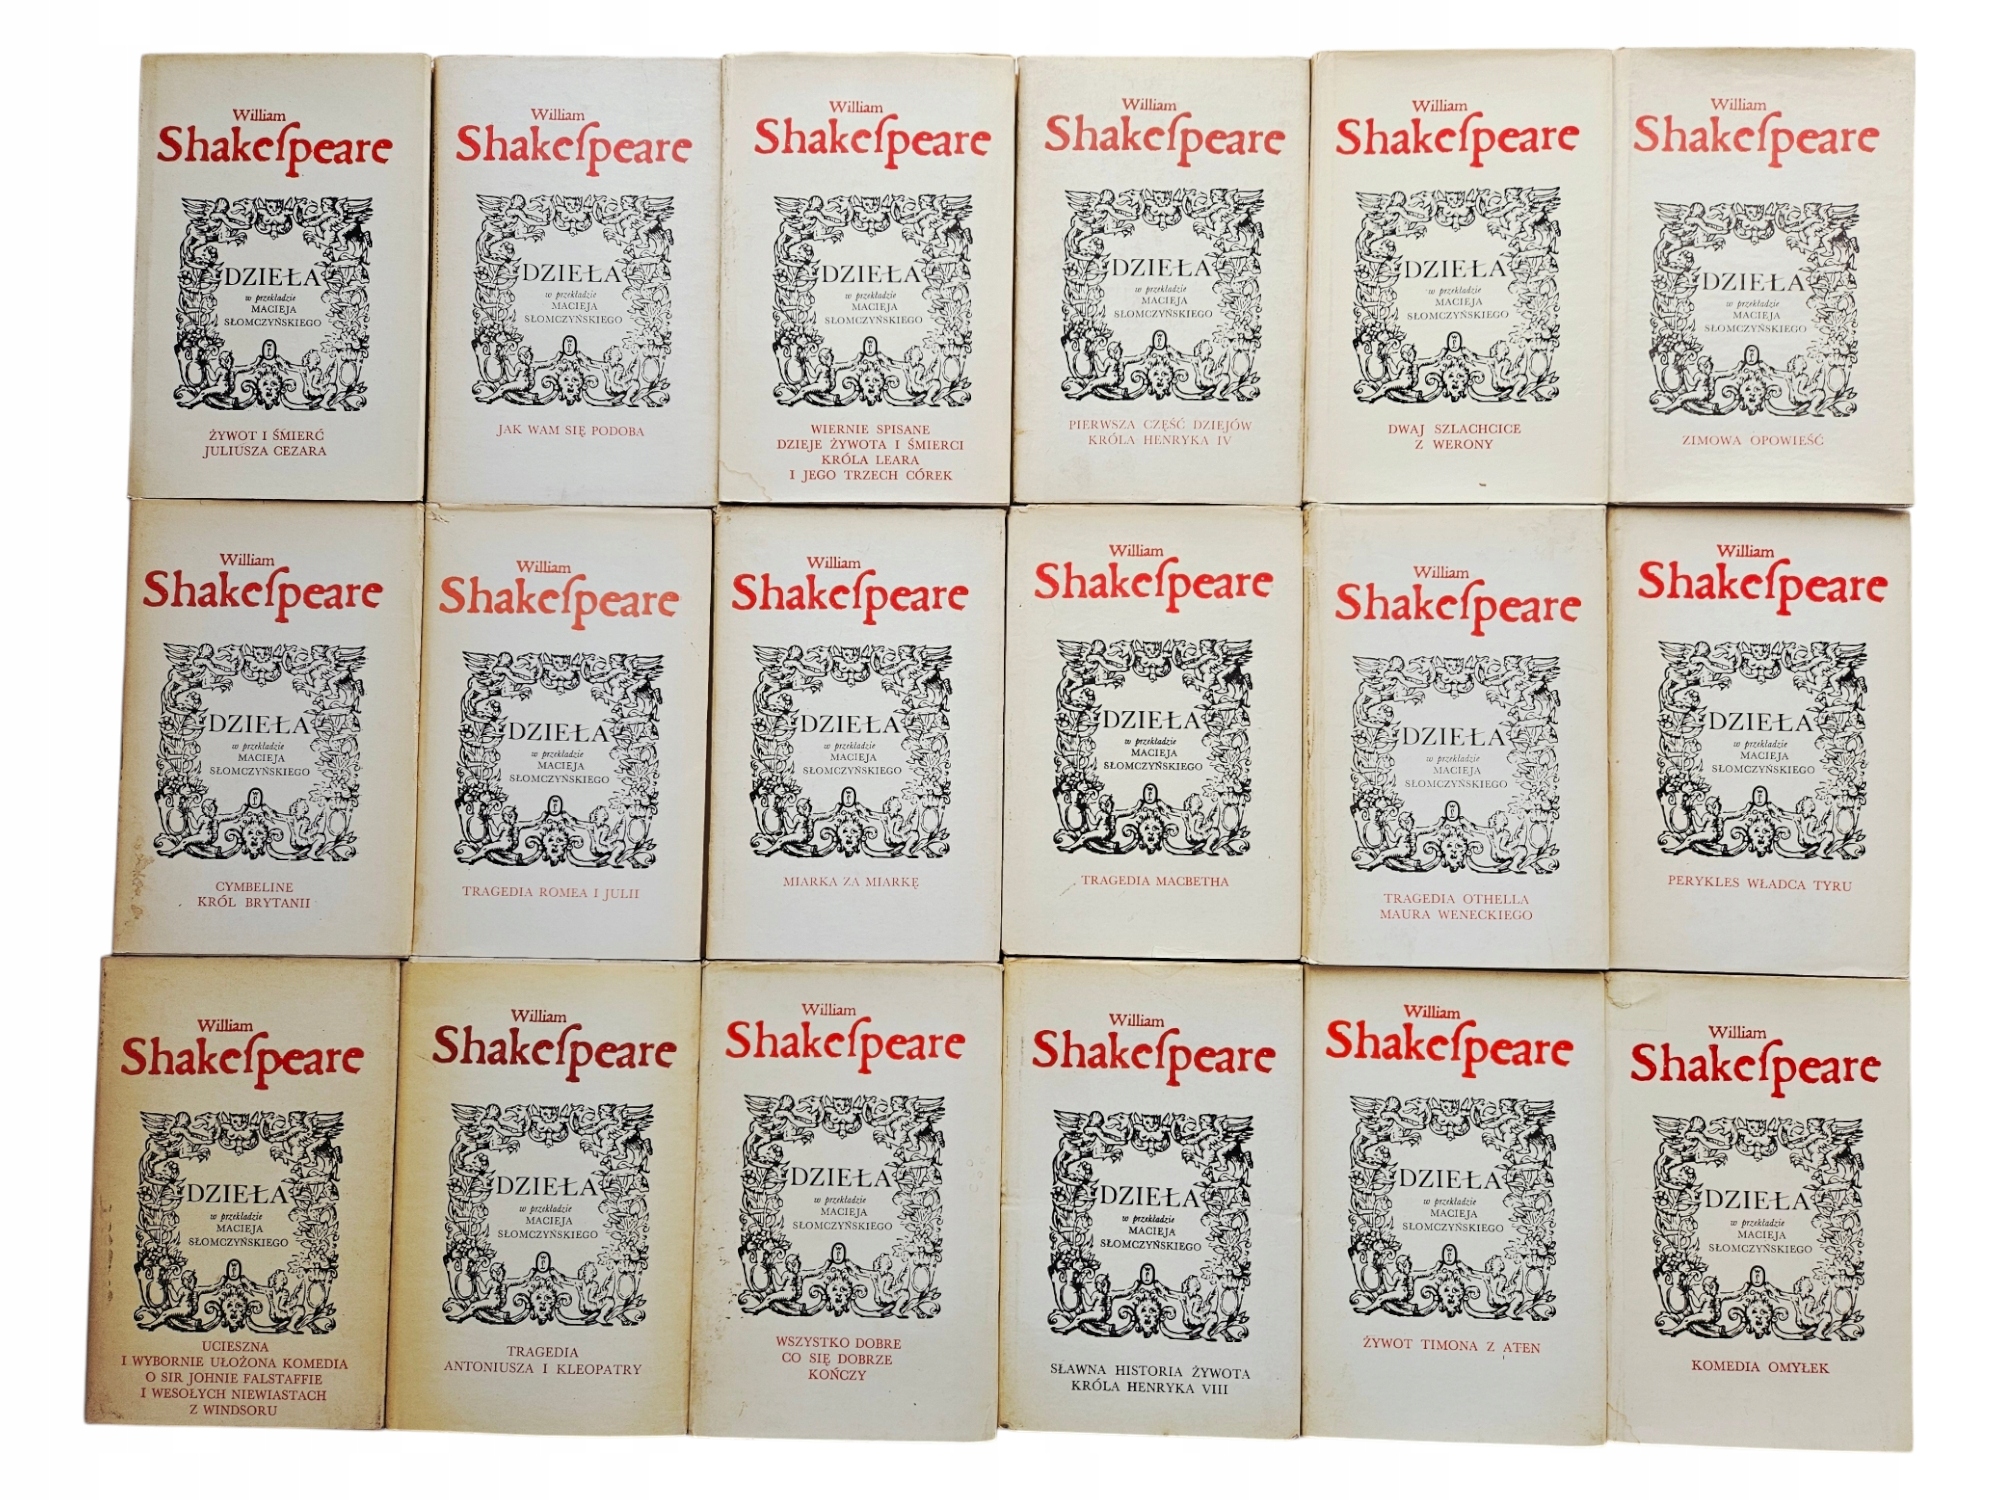 William
Shakeſpeare
DZIEŁA
w przekładzie
MACIEJA
SŁOMCZYŃSKIEGO
ŻYWOT I ŚMIERĆ
JULIUSZA CEZARA
William
Shakeſpeare
DZIEŁA
w przekładzie
MACIEJA
SŁOMCZYŃSKIEGO
JAK WAM SIĘ PODOBA
William
Shakeſpeare
DZIEŁA
w przekładzie
MACIEJA
SŁOMCZYŃSKIEGO
WIERNIE SPISANE
DZIEJE ŻYWOTA I ŚMIERCI
KRÓLA LEARA
I JEGO TRZECH CÓREK
William
Shakeſpeare
DZIEŁA
w przekładzie
MACIEJA
SŁOMCZYŃSKIEGO
PIERWSZA CZĘŚĆ DZIEJÓW
KRÓLA HENRYKA IV
William
Shakeſpeare
DZIEŁA
w przekładzie
MACIEJA
SŁOMCZYŃSKIEGO
DWAJ SZLACHCICE
Z WERONY
William
Shakeſpeare
DZIEŁA
w przekładzie
MACIEJA
SŁOMCZYŃSKIEGO
ZIMOWA OPOWIEŚĆ
William
Shakeſpeare
DZIEŁA
w przekładzie
MACIEJA
SŁOMCZYŃSKIEGO
CYMBELINE
KRÓL BRYTANII
William
Shakeſpeare
DZIEŁA
w przekładzie
MACIEJA
SŁOMCZYŃSKIEGO
TRAGEDIA ROMEA I JULII
William
Shakeſpeare
DZIEŁA
w przekładzie
MACIEJA
SŁOMCZYŃSKIEGO
MIARKA ZA MIARKĘ
William
Shakeſpeare
DZIEŁA
w przekładzie
MACIEJA
SŁOMCZYŃSKIEGO
TRAGEDIA MACBETHA
William
Shakeſpeare
DZIEŁA
w przekładzie
MACIEJA
SŁOMCZYŃSKIEGO
TRAGEDIA OTHELLA
MAURA WENECKIEGO
William
Shakeſpeare
DZIEŁA
w przekładzie
MACIEJA
SŁOMCZYŃSKIEGO
PERYKLES WŁADCA TYRU
William
Shakeſpeare
DZIEŁA
w przekładzie
MACIEJA
SŁOMCZYŃSKIEGO
UCIESZNA
I WYBORNIE UŁOŻONA KOMEDIA
O SIR JOHNIE FALSTAFFIE
I WESOŁYCH NIEWIASTACH
Z WINDSORU
William
Shakeſpeare
DZIEŁA
w przekładzie
MACIEJA
SŁOMCZYŃSKIEGO
TRAGEDIA
ANTONIUSZA I KLEOPATRY
William
Shakeſpeare
DZIEŁA
w przekładzie
MACIEJA
SŁOMCZYŃSKIEGO
WSZYSTKO DOBRE
CO SIĘ DOBRZE
KOŃCZY
William
Shakeſpeare
DZIEŁA
w przekładzie
MACIEJA
SŁOMCZYŃSKIEGO
SŁAWNA HISTORIA ŻYWOTA
KRÓLA HENRYKA VIII
William
Shakeſpeare
DZIEŁA
w przekładzie
MACIEJA
SŁOMCZYŃSKIEGO
ŻYWOT TIMONA Z ATEN
William
Shakeſpeare
DZIEŁA
w przekładzie
MACIEJA
SŁOMCZYŃSKIEGO
KOMEDIA OMYŁEK